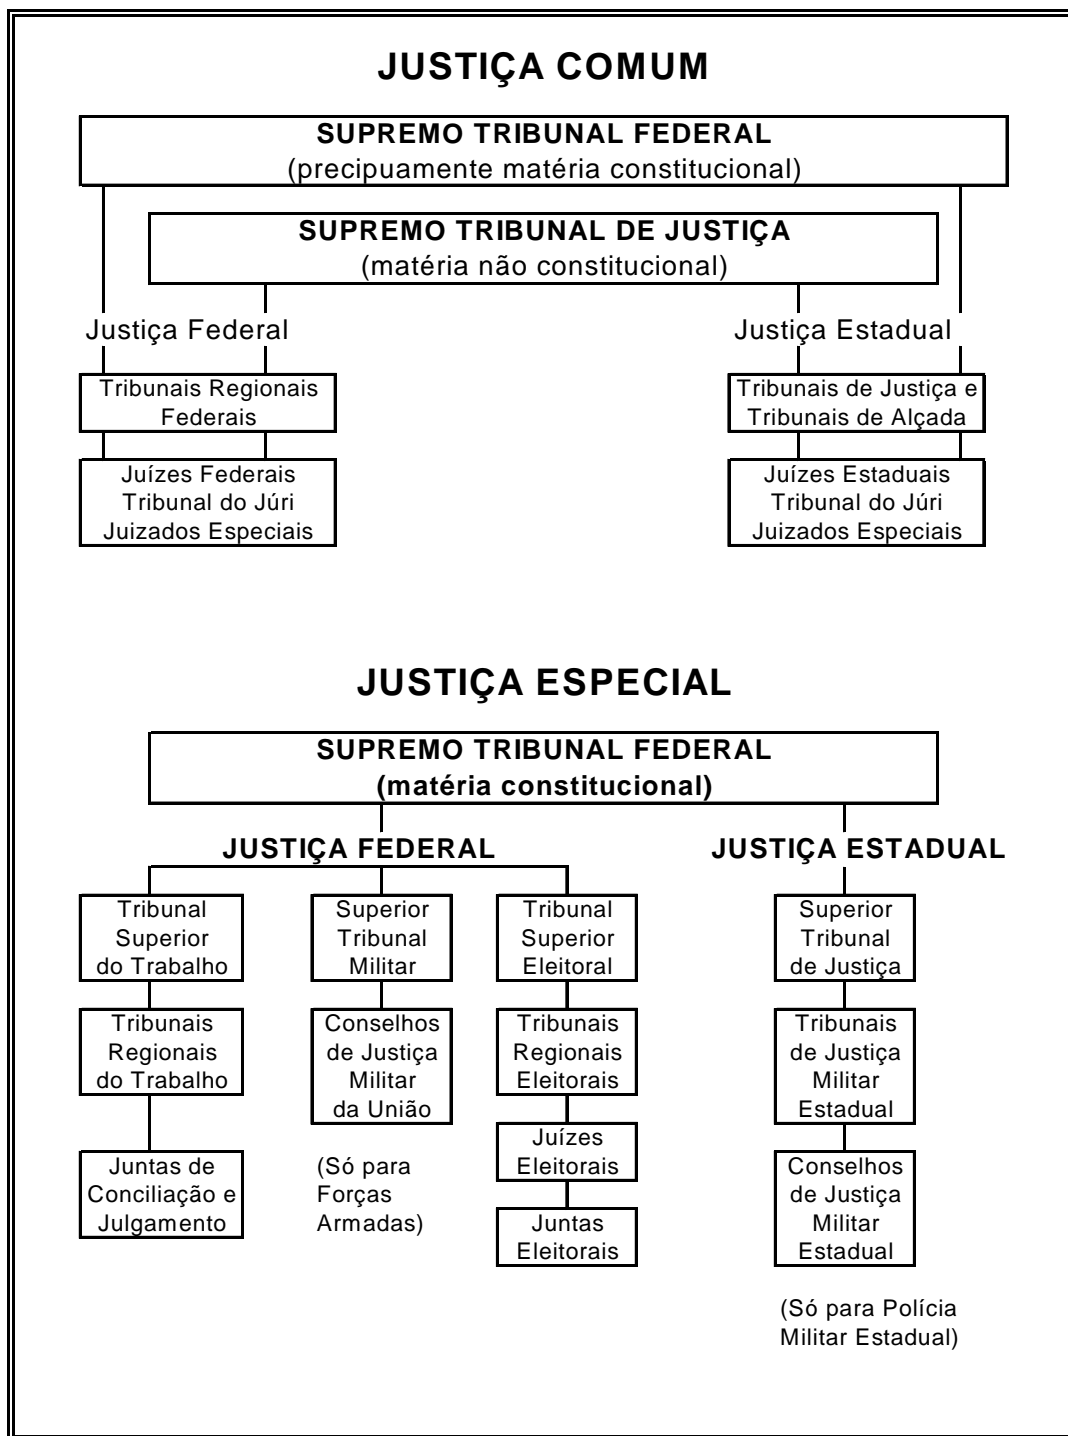 JUSTIÇA COMUM
SUPREMO TRIBUNAL FEDERAL
(precipuamente matéria constitucional)
SUPREMO TRIBUNAL DE JUSTIÇA
(matéria não constitucional)
Justiça Federal
Justiça Estadual
Tribunais Regionais
Federais
Tribunais de Justiça e
Tribunais de Alçada
Juízes Federais
Tribunal do Júri
Juizados Especiais
Juízes Estaduais
Tribunal do Júri
Juizados Especiais
JUSTIÇA ESPECIAL
SUPREMO TRIBUNAL FEDERAL
(matéria constitucional)
JUSTIÇA FEDERAL
JUSTIÇA ESTADUAL
Tribunal
Superior
do Trabalho
Superior
Tribunal
Militar
Tribunal
Superior
Eleitoral
Superior
Tribunal
de Justiça
Tribunais
Regionais
do Trabalho
Conselhos
de Justiça
Militar
da União
Tribunais
Regionais
Eleitorais
Tribunais
de Justiça
Militar
Estadual
Juntas de
Conciliação e
Julgamento
(Só para
Forças
Armadas)
Juízes
Eleitorais
Juntas
Eleitorais
Conselhos
de Justiça
Militar
Estadual
(Só para Polícia
Militar Estadual)